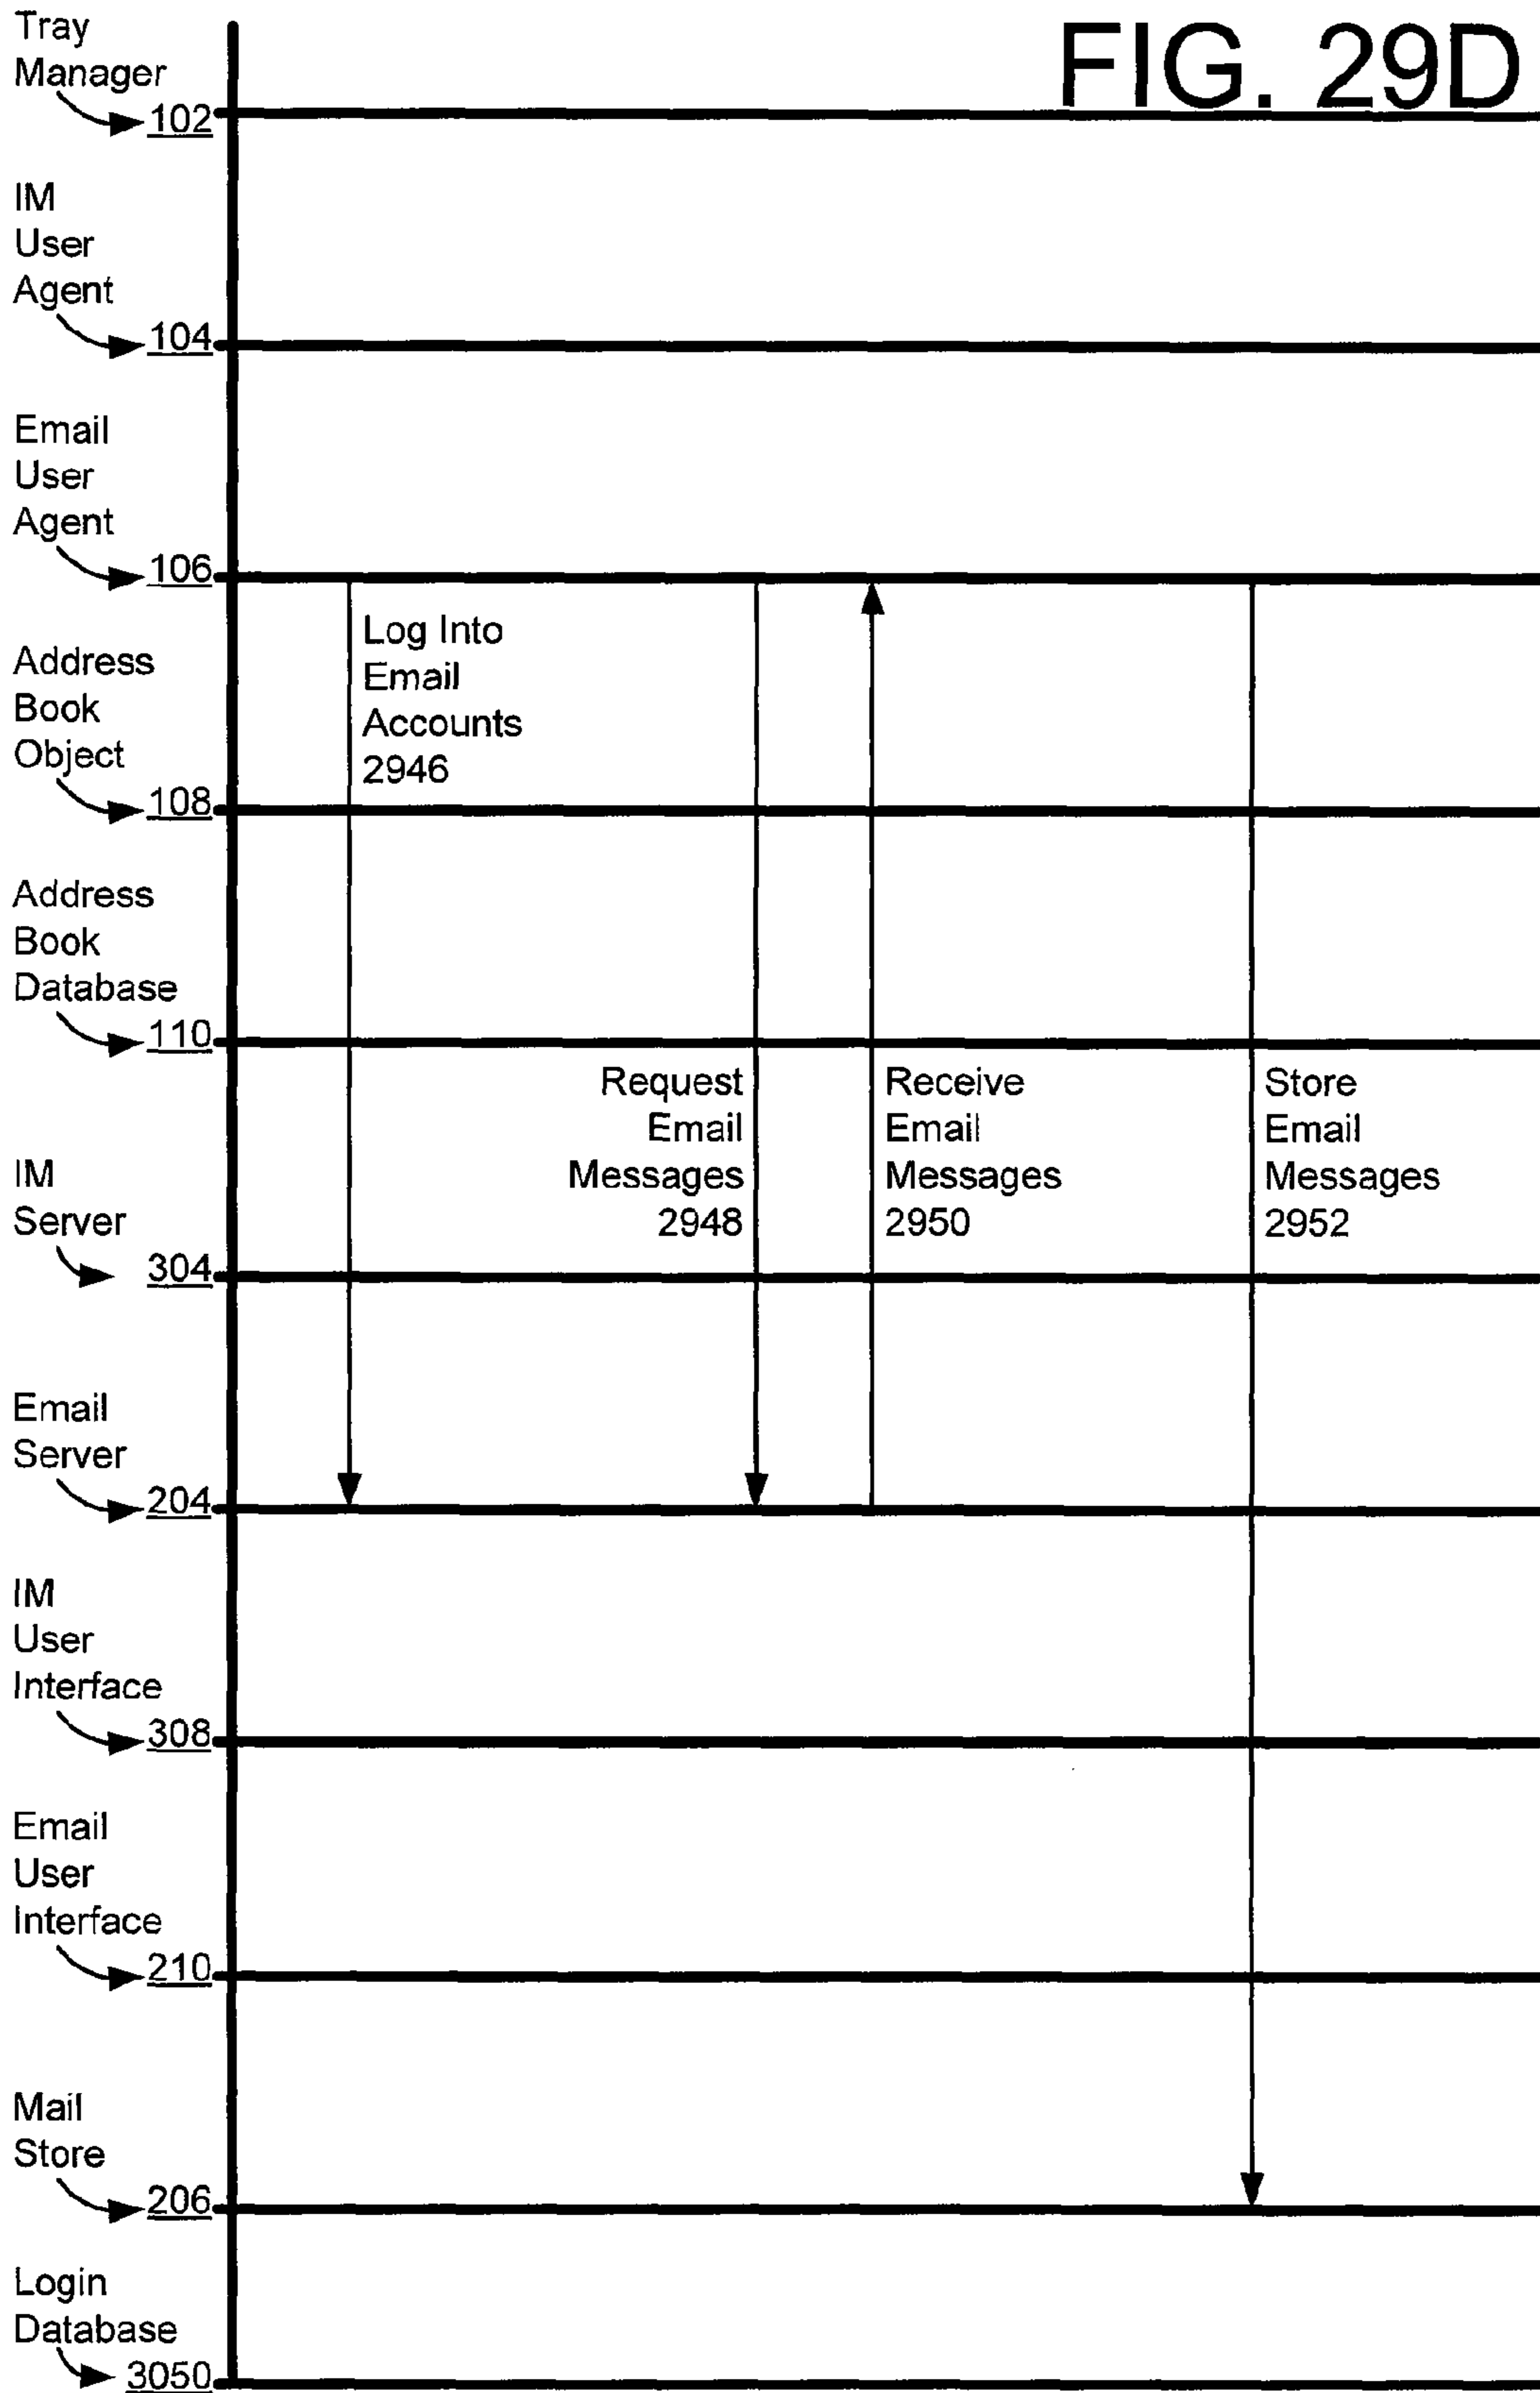 FIG. 29D
Tray
Manager
102
IM
User
Agent
104
Email
User
Agent
106
Log Into
Email
Accounts
2946
Address
Book
Object
108
Address
Book
Database
110
Request
Email
Messages
2948
Receive
Email
Messages
2950
Store
Email
Messages
2952
IM
Server
304
Email
Server
204
IM
User
Interface
308
Email
User
Interface
210
Mail
Store
206
Login
Database
3050